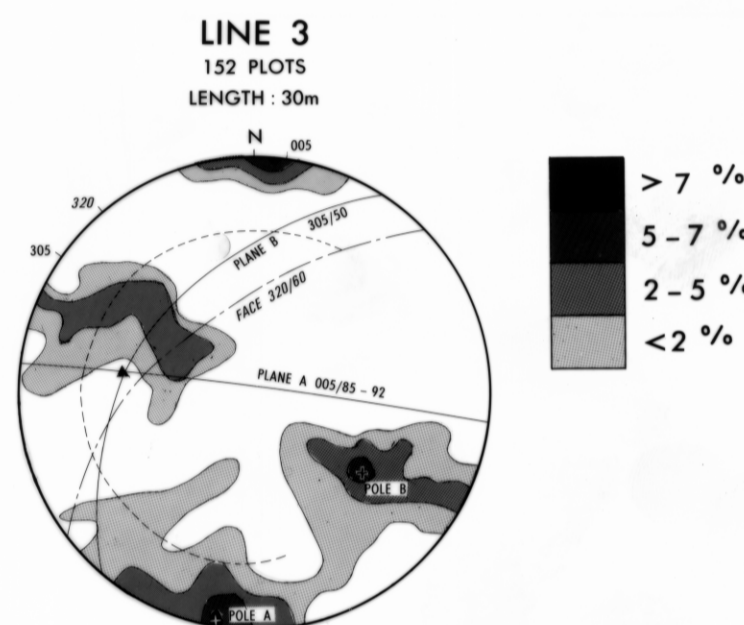 LINE 3
152 PLOTS
LENGTH : 30m
N
005
320
305
PLANE B 305/50
FACE 320/60
PLANE A 005/85 - 92
POLE B
POLE A
> 7 %
5 - 7 %
2 - 5 %
< 2 %